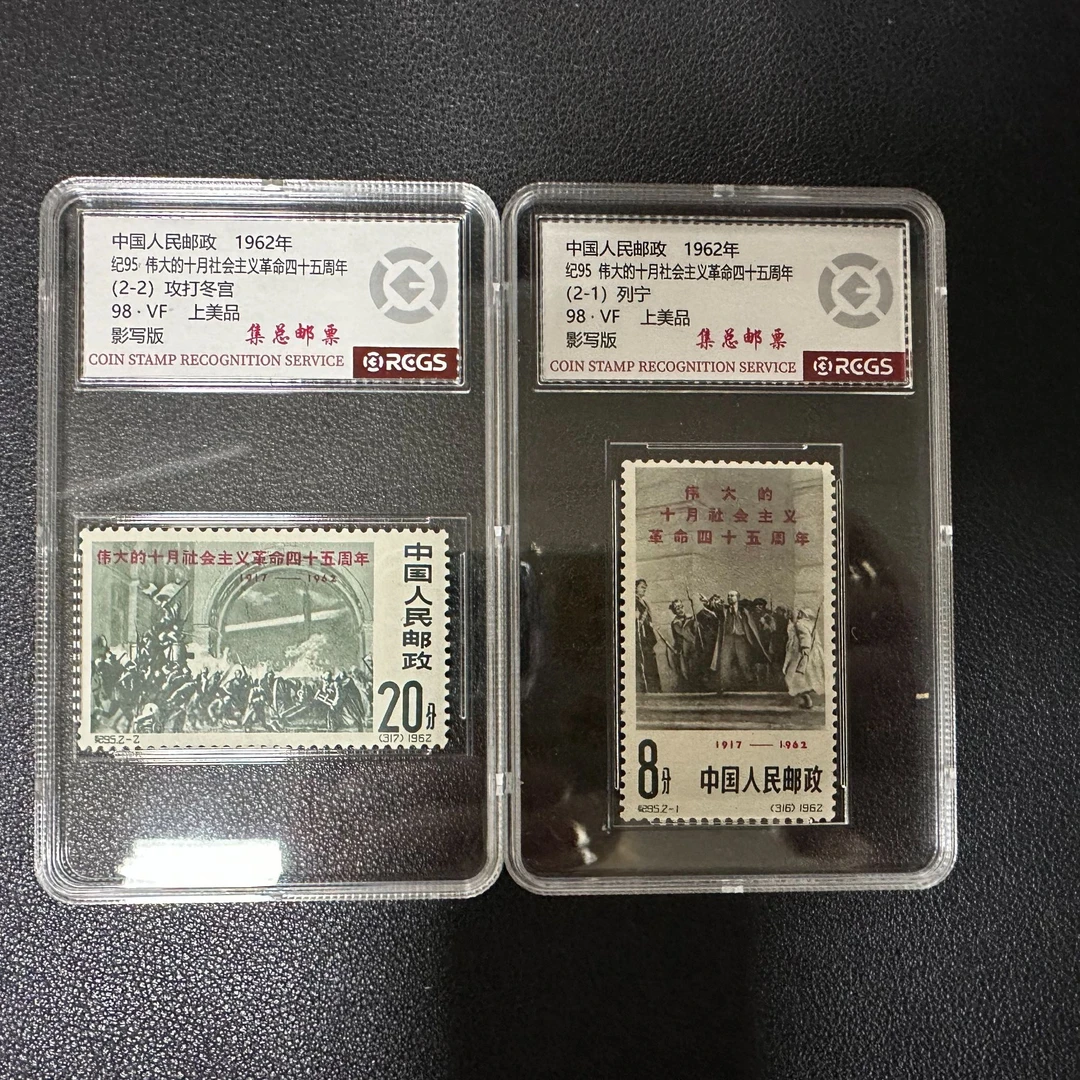 中国人民邮政 1962年
纪95 伟大的十月社会主义革命四十五周年
(2-2) 攻打冬宫
98·VF 上美品
影写版 集总邮票
COIN STAMP RECOGNITION SERVICE RCGS
伟大的十月社会主义革命四十五周年
1917——1962
中国人民邮政
20分
纪95.2-2 (317) 1962
中国人民邮政 1962年
纪95 伟大的十月社会主义革命四十五周年
(2-1) 列宁
98·VF 上美品
影写版 集总邮票
COIN STAMP RECOGNITION SERVICE RCGS
伟大的
十月社会主义
革命四十五周年
1917——1962
8分 中国人民邮政
纪95.2-1 (316) 1962